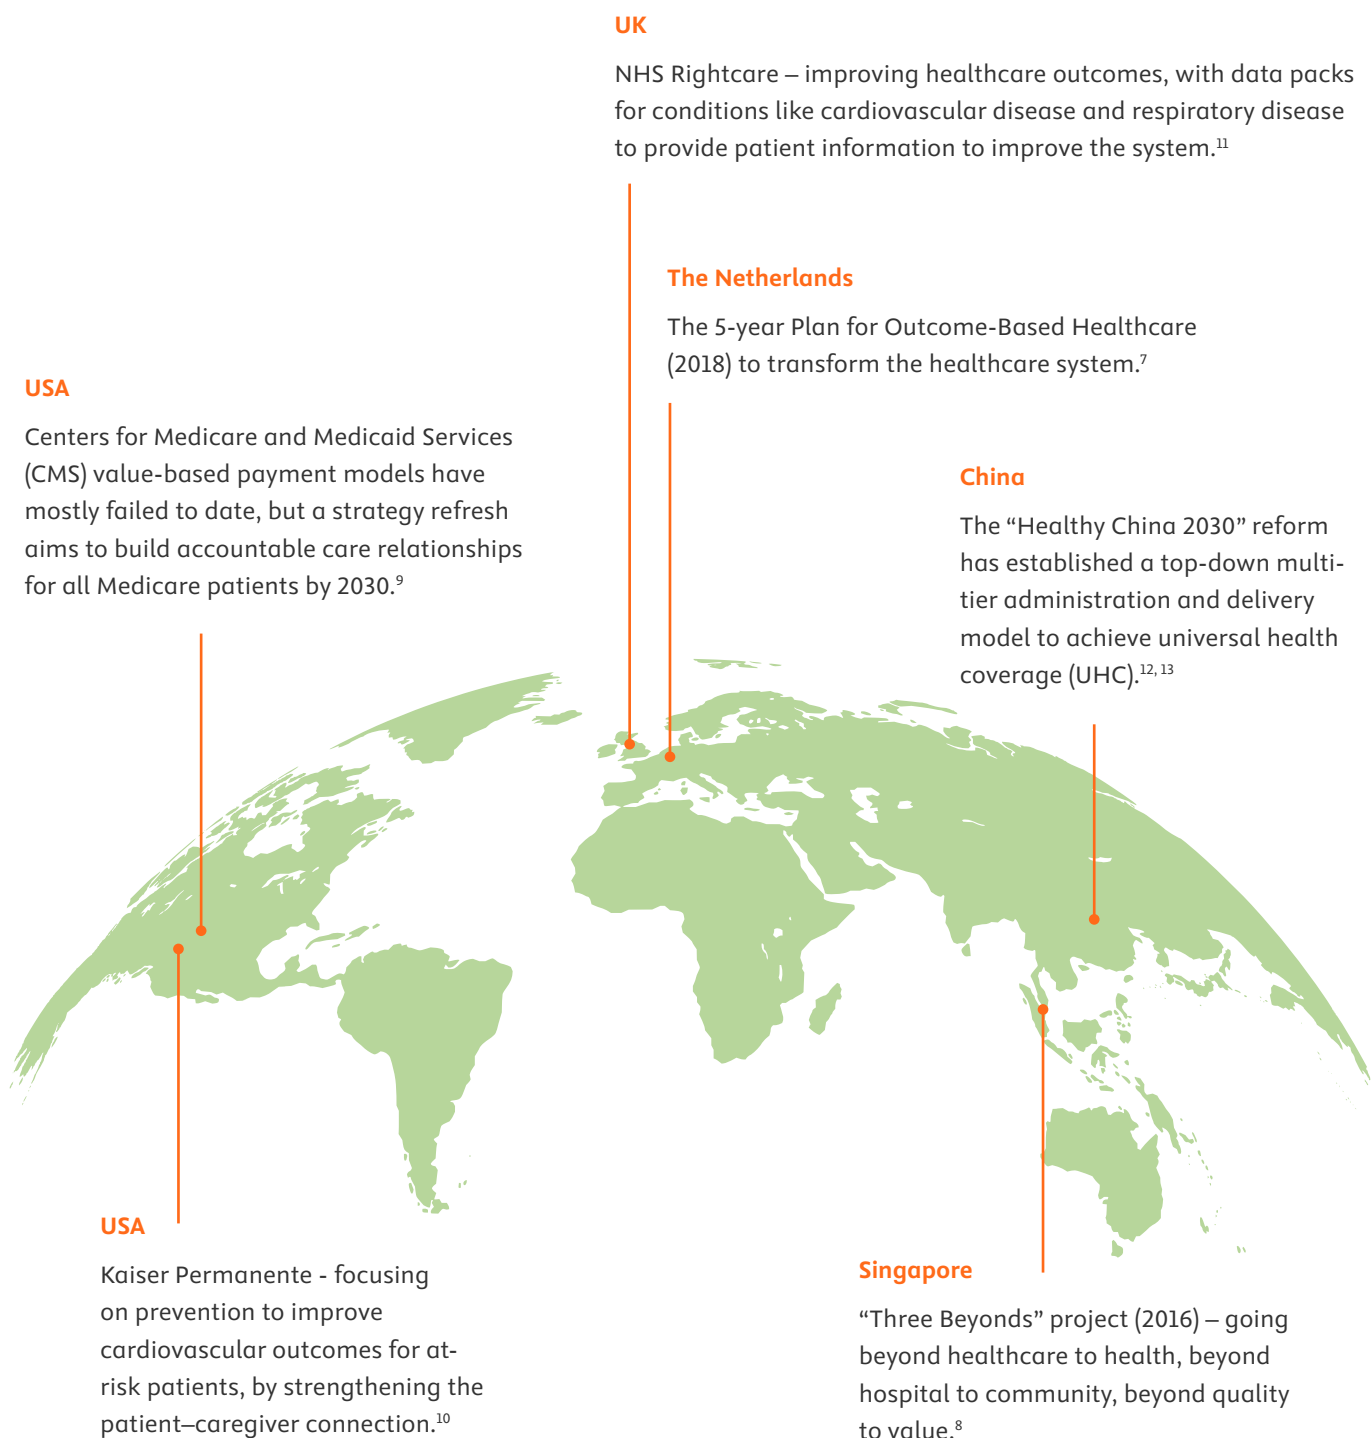 UK
NHS Rightcare – improving healthcare outcomes, with data packs
for conditions like cardiovascular disease and respiratory disease
to provide patient information to improve the system.11
The Netherlands
The 5-year Plan for Outcome-Based Healthcare
(2018) to transform the healthcare system.7
USA
Centers for Medicare and Medicaid Services
(CMS) value-based payment models have
mostly failed to date, but a strategy refresh
aims to build accountable care relationships
for all Medicare patients by 2030.9
China
The “Healthy China 2030” reform
has established a top-down multi-
tier administration and delivery
model to achieve universal health
coverage (UHC).12, 13
USA
Kaiser Permanente - focusing
on prevention to improve
cardiovascular outcomes for at-
risk patients, by strengthening the
patient–caregiver connection.10
Singapore
“Three Beyonds” project (2016) – going
beyond healthcare to health, beyond
hospital to community, beyond quality
to value.8